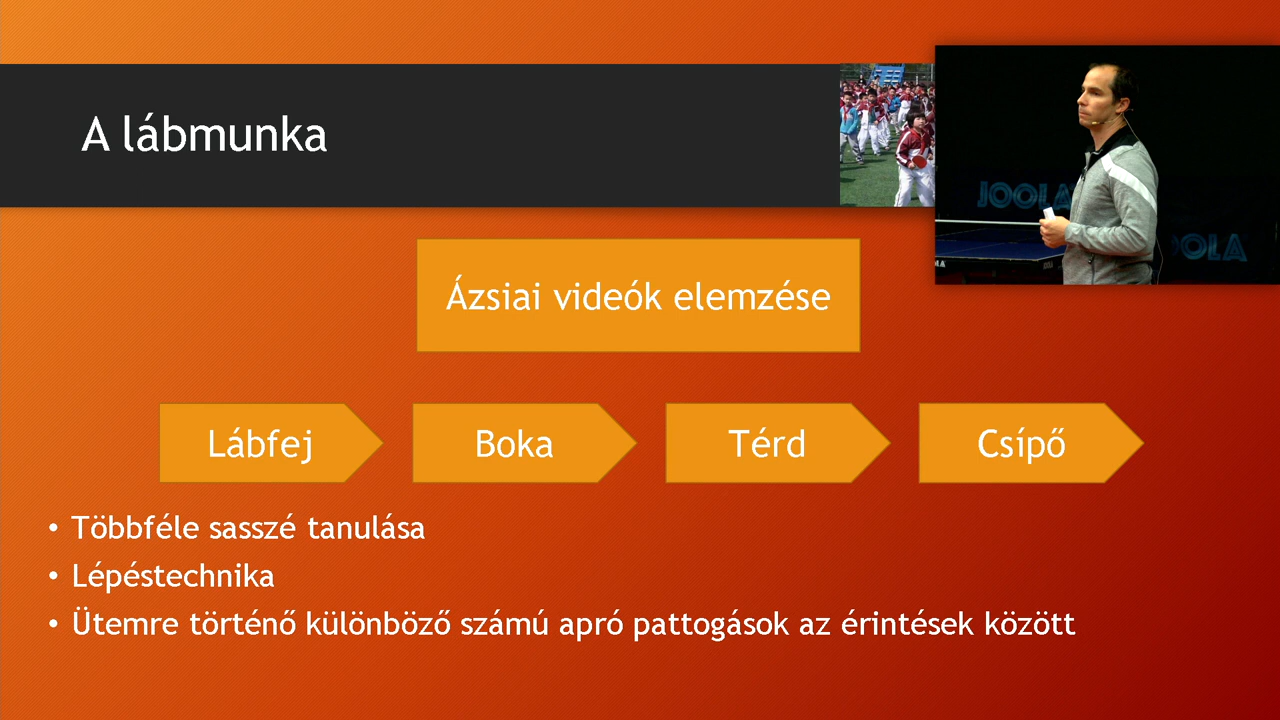 A lábmunka
JOOLA
OLA
Ázsiai videók elemzése
Lábfej
Boka
Térd
Csípő
• Többféle sasszé tanulása
• Lépéstechnika
• Ütemre történő különböző számú apró pattogások az érintések között